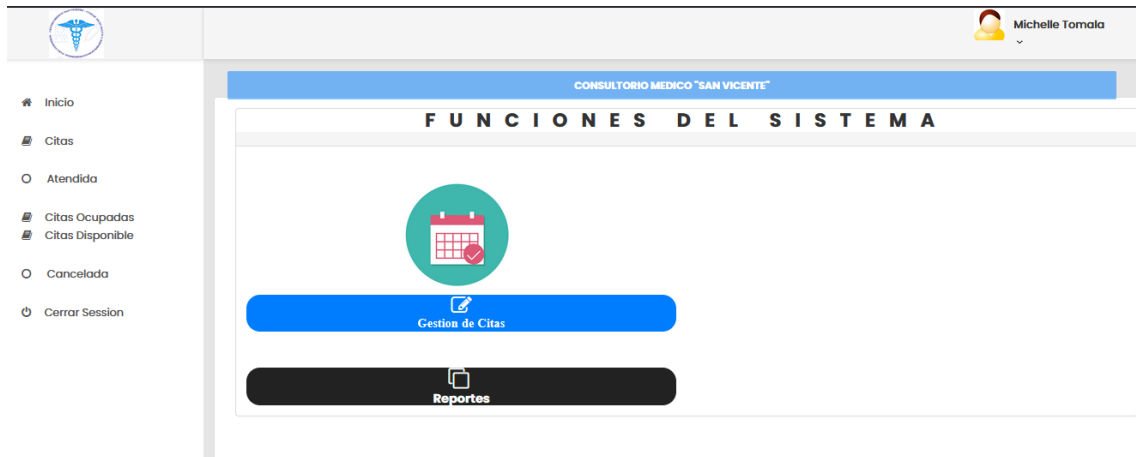 Michelle Tomala
CONSULTORIO MEDICO "SAN VICENTE"
Inicio
Citas
Atendida
Citas Ocupadas
Citas Disponible
Cancelada
Cerrar Session
FUNCIONES DEL SISTEMA
Gestion de Citas
Reportes